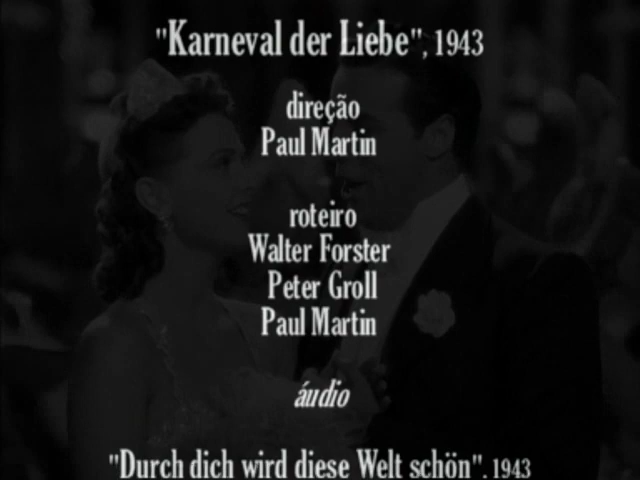 "Karneval der Liebe", 1943
direção
Paul Martin
roteiro
Walter Forster
Peter Groll
Paul Martin
áudio
"Durch dich wird diese Welt schön", 1943